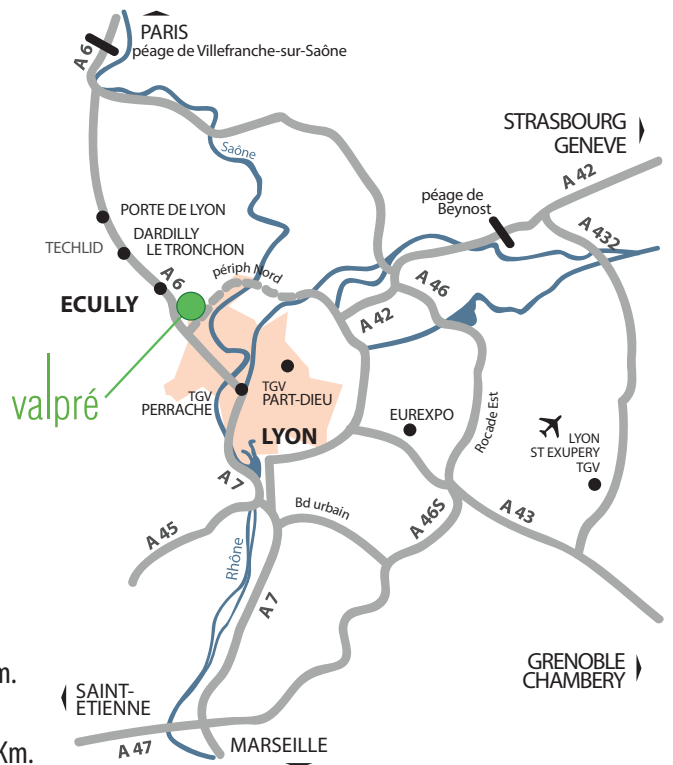 PARIS
péage de Villefranche-sur-Saône
A 6
Saône
STRASBOURG
GENEVE
A 42
péage de
Beynost
A 432
PORTE DE LYON
TECHLID
DARDILLY
LE TRONCHON
A 6
périph Nord
A 46
ECULLY
A 42
valpré
TGV
PERRACHE
TGV
PART-DIEU
LYON
EUREXPO
Rocade Est
LYON
ST EXUPERY
TGV
A 7
Bd urbain
A 46S
A 43
A 45
Rhône
A 7
m.
GRENOBLE
CHAMBERY
SAINT-
ETIENNE
Km.
A 47
MARSEILLE